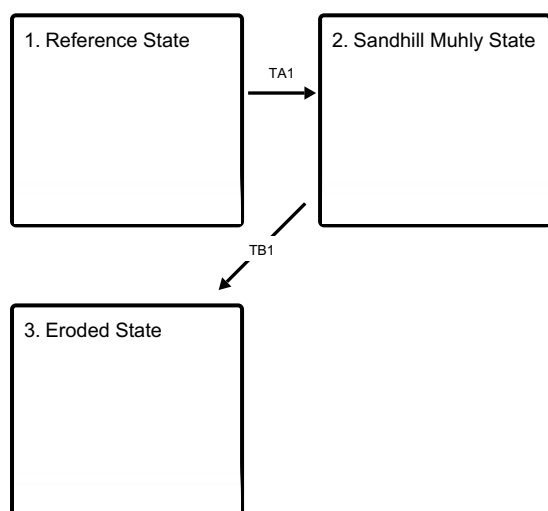 1. Reference State
2. Sandhill Muhly State
TA1
TB1
3. Eroded State